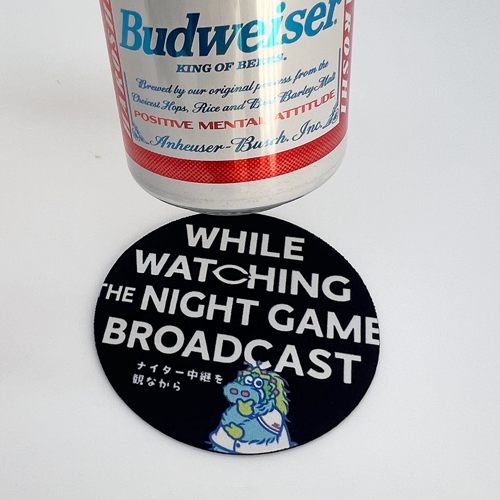 Budweiser.
KING OF BEERS.
Brewed by our original process from the
Choicest Hops, Rice and Best Barley Malt
POSITIVE MENTAL ATTITUDE
Anheuser-Busch, Inc.
WHILE
WATCHING
THE NIGHT GAME
BROADCAST
ナイター中継を
観ながら